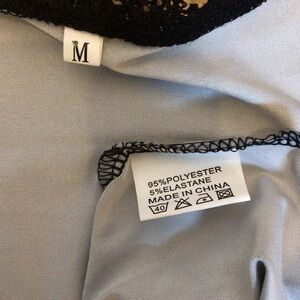 M
95%POLYESTER
5%ELASTANE
MADE IN CHINA
40